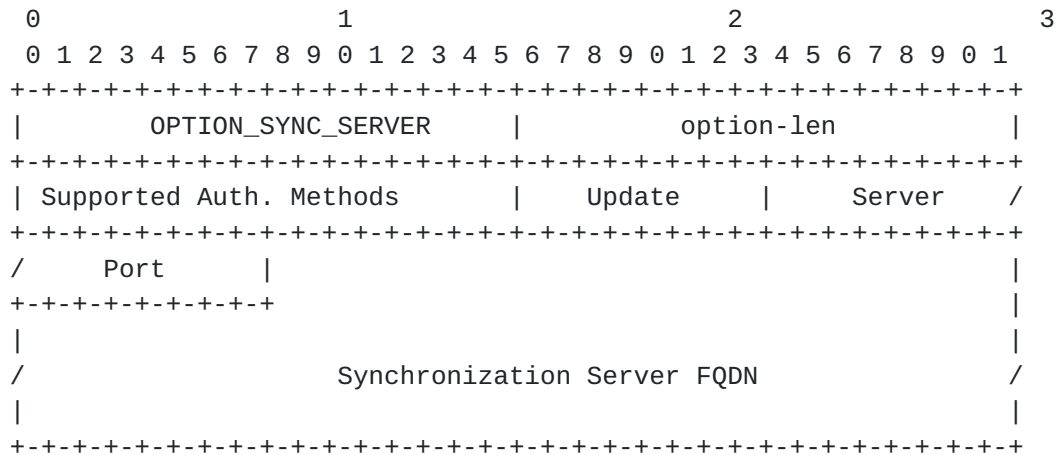 0                   1                   2                   3
0 1 2 3 4 5 6 7 8 9 0 1 2 3 4 5 6 7 8 9 0 1 2 3 4 5 6 7 8 9 0 1
+-+-+-+-+-+-+-+-+-+-+-+-+-+-+-+-+-+-+-+-+-+-+-+-+-+-+-+-+-+-+-+-+
|        OPTION_SYNC_SERVER     |          option-len           |
+-+-+-+-+-+-+-+-+-+-+-+-+-+-+-+-+-+-+-+-+-+-+-+-+-+-+-+-+-+-+-+-+
| Supported Auth. Methods       |    Update     |     Server    /
+-+-+-+-+-+-+-+-+-+-+-+-+-+-+-+-+-+-+-+-+-+-+-+-+-+-+-+-+-+-+-+-+
/     Port      |                                               |
+-+-+-+-+-+-+-+-+                                               |
|                                                               |
/                    Synchronization Server FQDN                /
|                                                               |
+-+-+-+-+-+-+-+-+-+-+-+-+-+-+-+-+-+-+-+-+-+-+-+-+-+-+-+-+-+-+-+-+